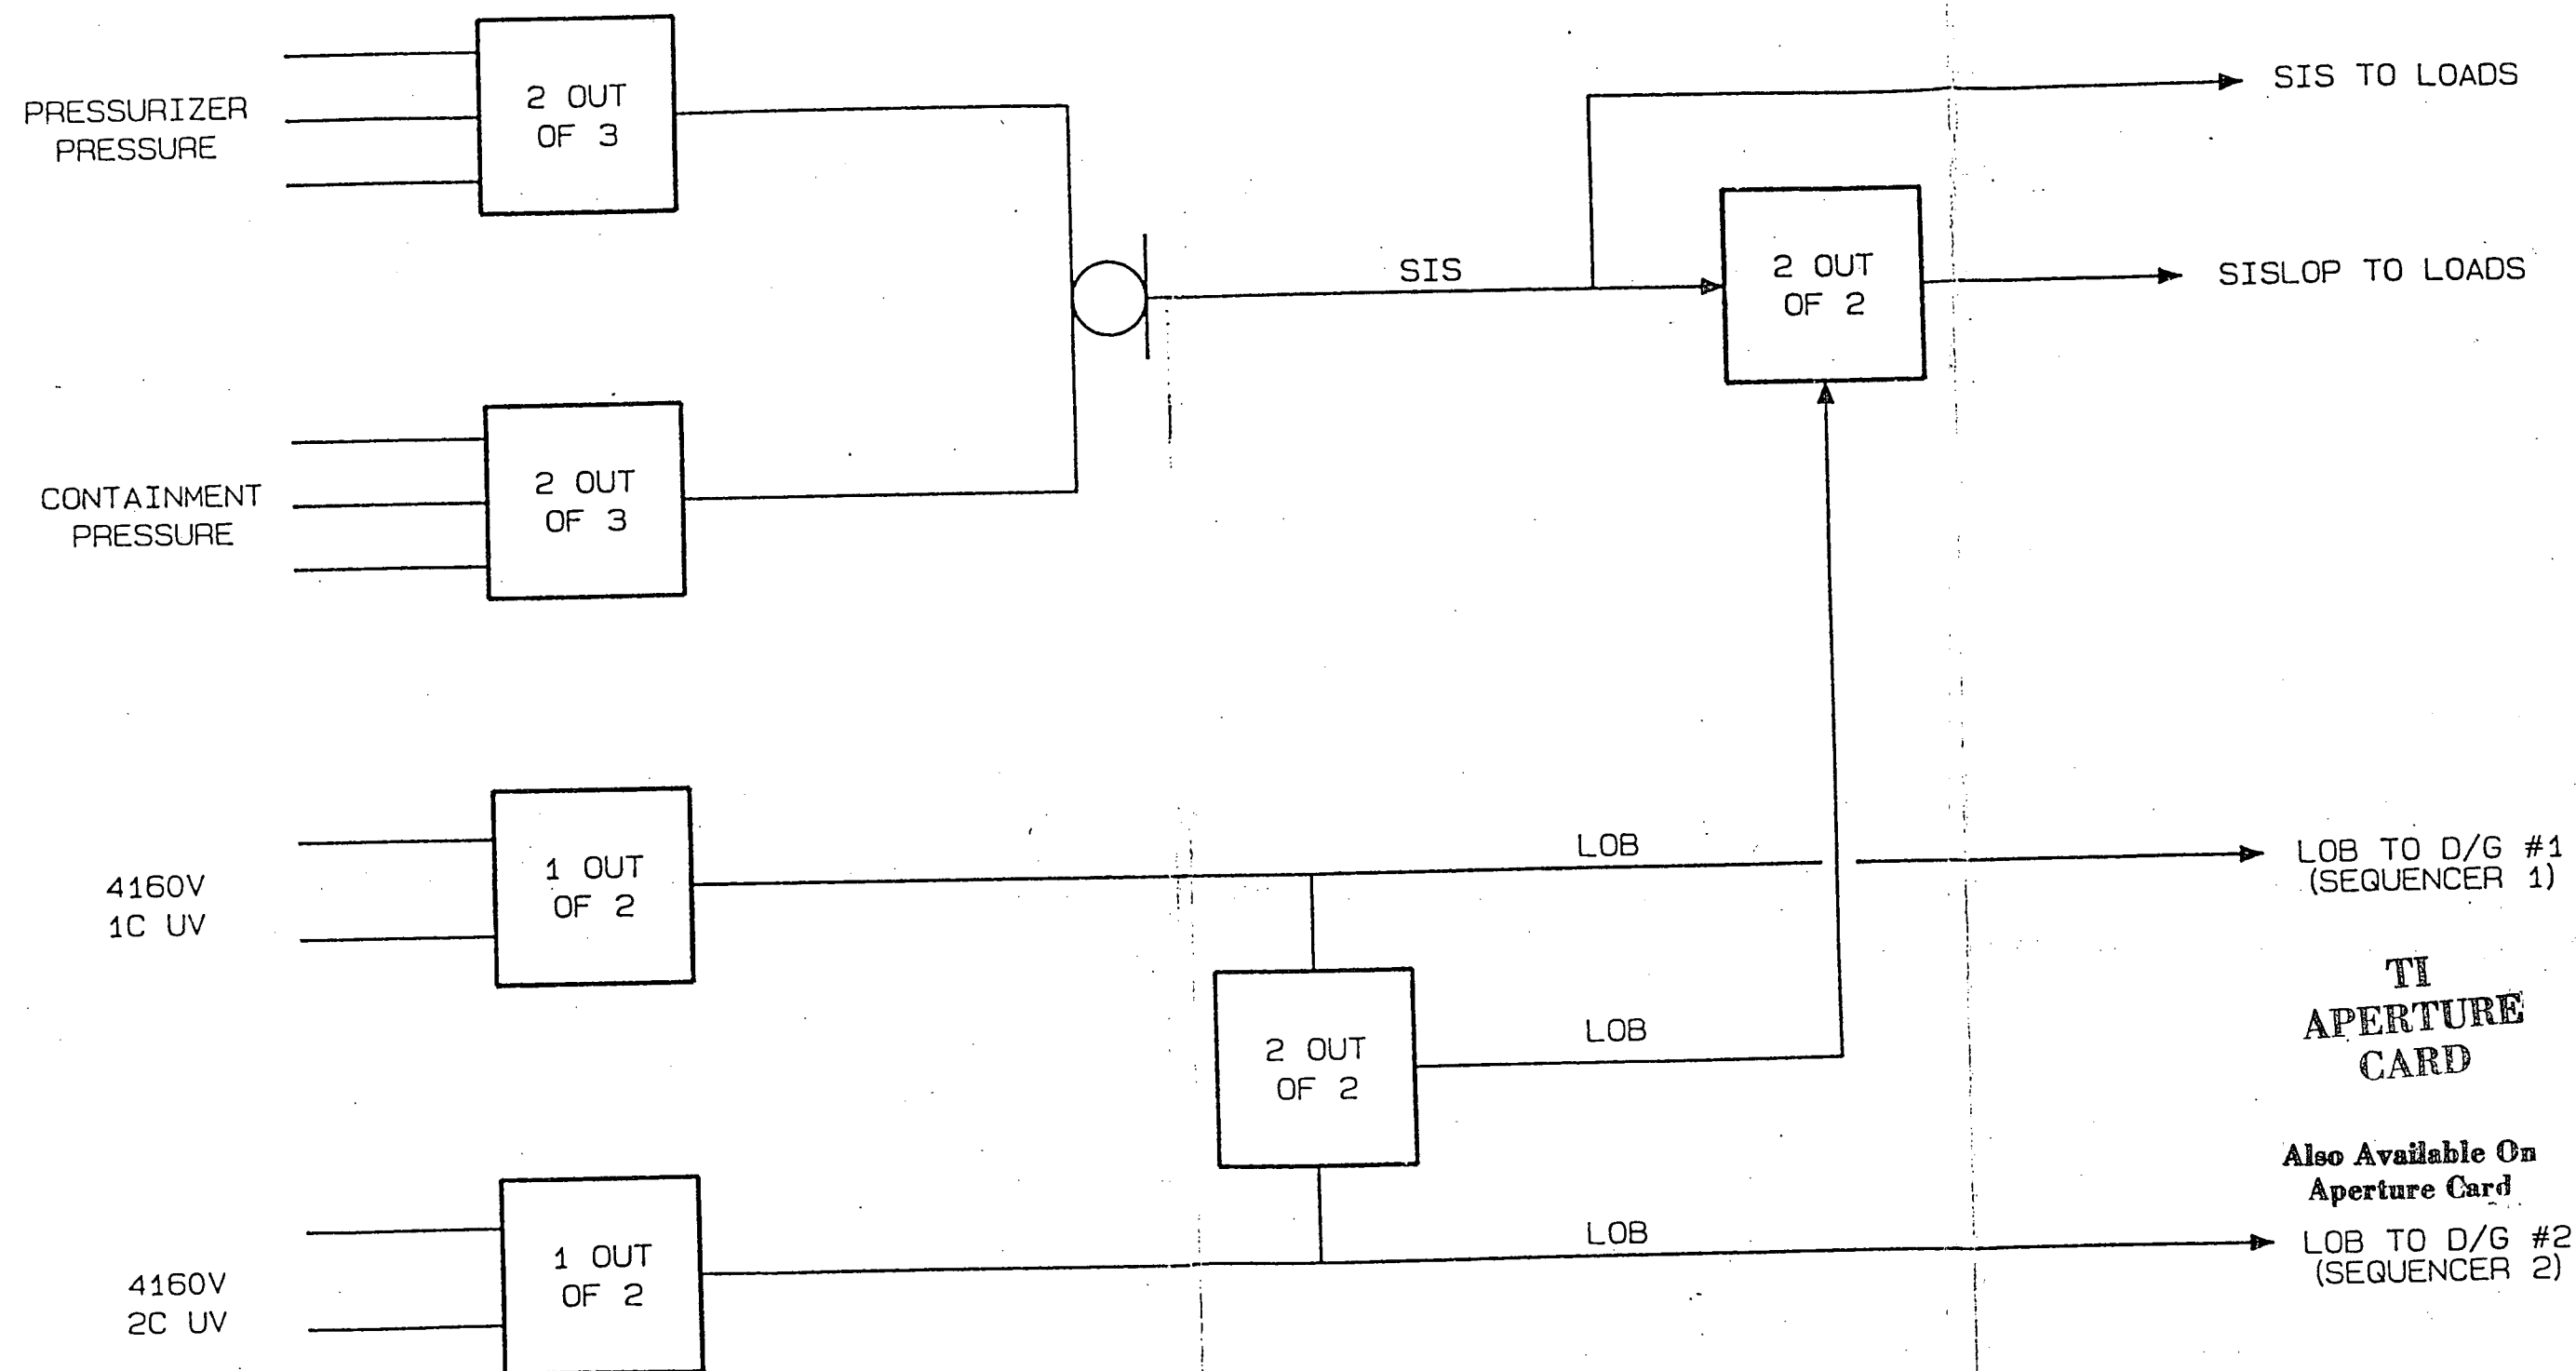 PRESSURIZER
PRESSURE
2 OUT
OF 3
SIS TO LOADS
SIS
2 OUT
OF 2
SISLOP TO LOADS
CONTAINMENT
PRESSURE
2 OUT
OF 3
4160V
1C UV
1 OUT
OF 2
LOB
LOB TO D/G #1
(SEQUENCER 1)
2 OUT
OF 2
LOB
TI
APERTURE
CARD
Also Available On
Aperture Card
4160V
2C UV
1 OUT
OF 2
LOB
LOB TO D/G #2
(SEQUENCER 2)